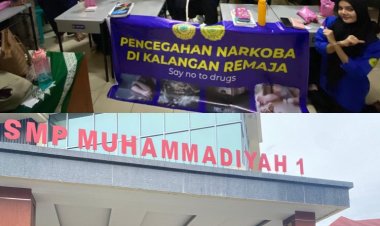 PENCEGAHAN NARKOBA
DI KALANGAN REMAJA
Say no to drugs
SMP MUHAMMADIYAH 1